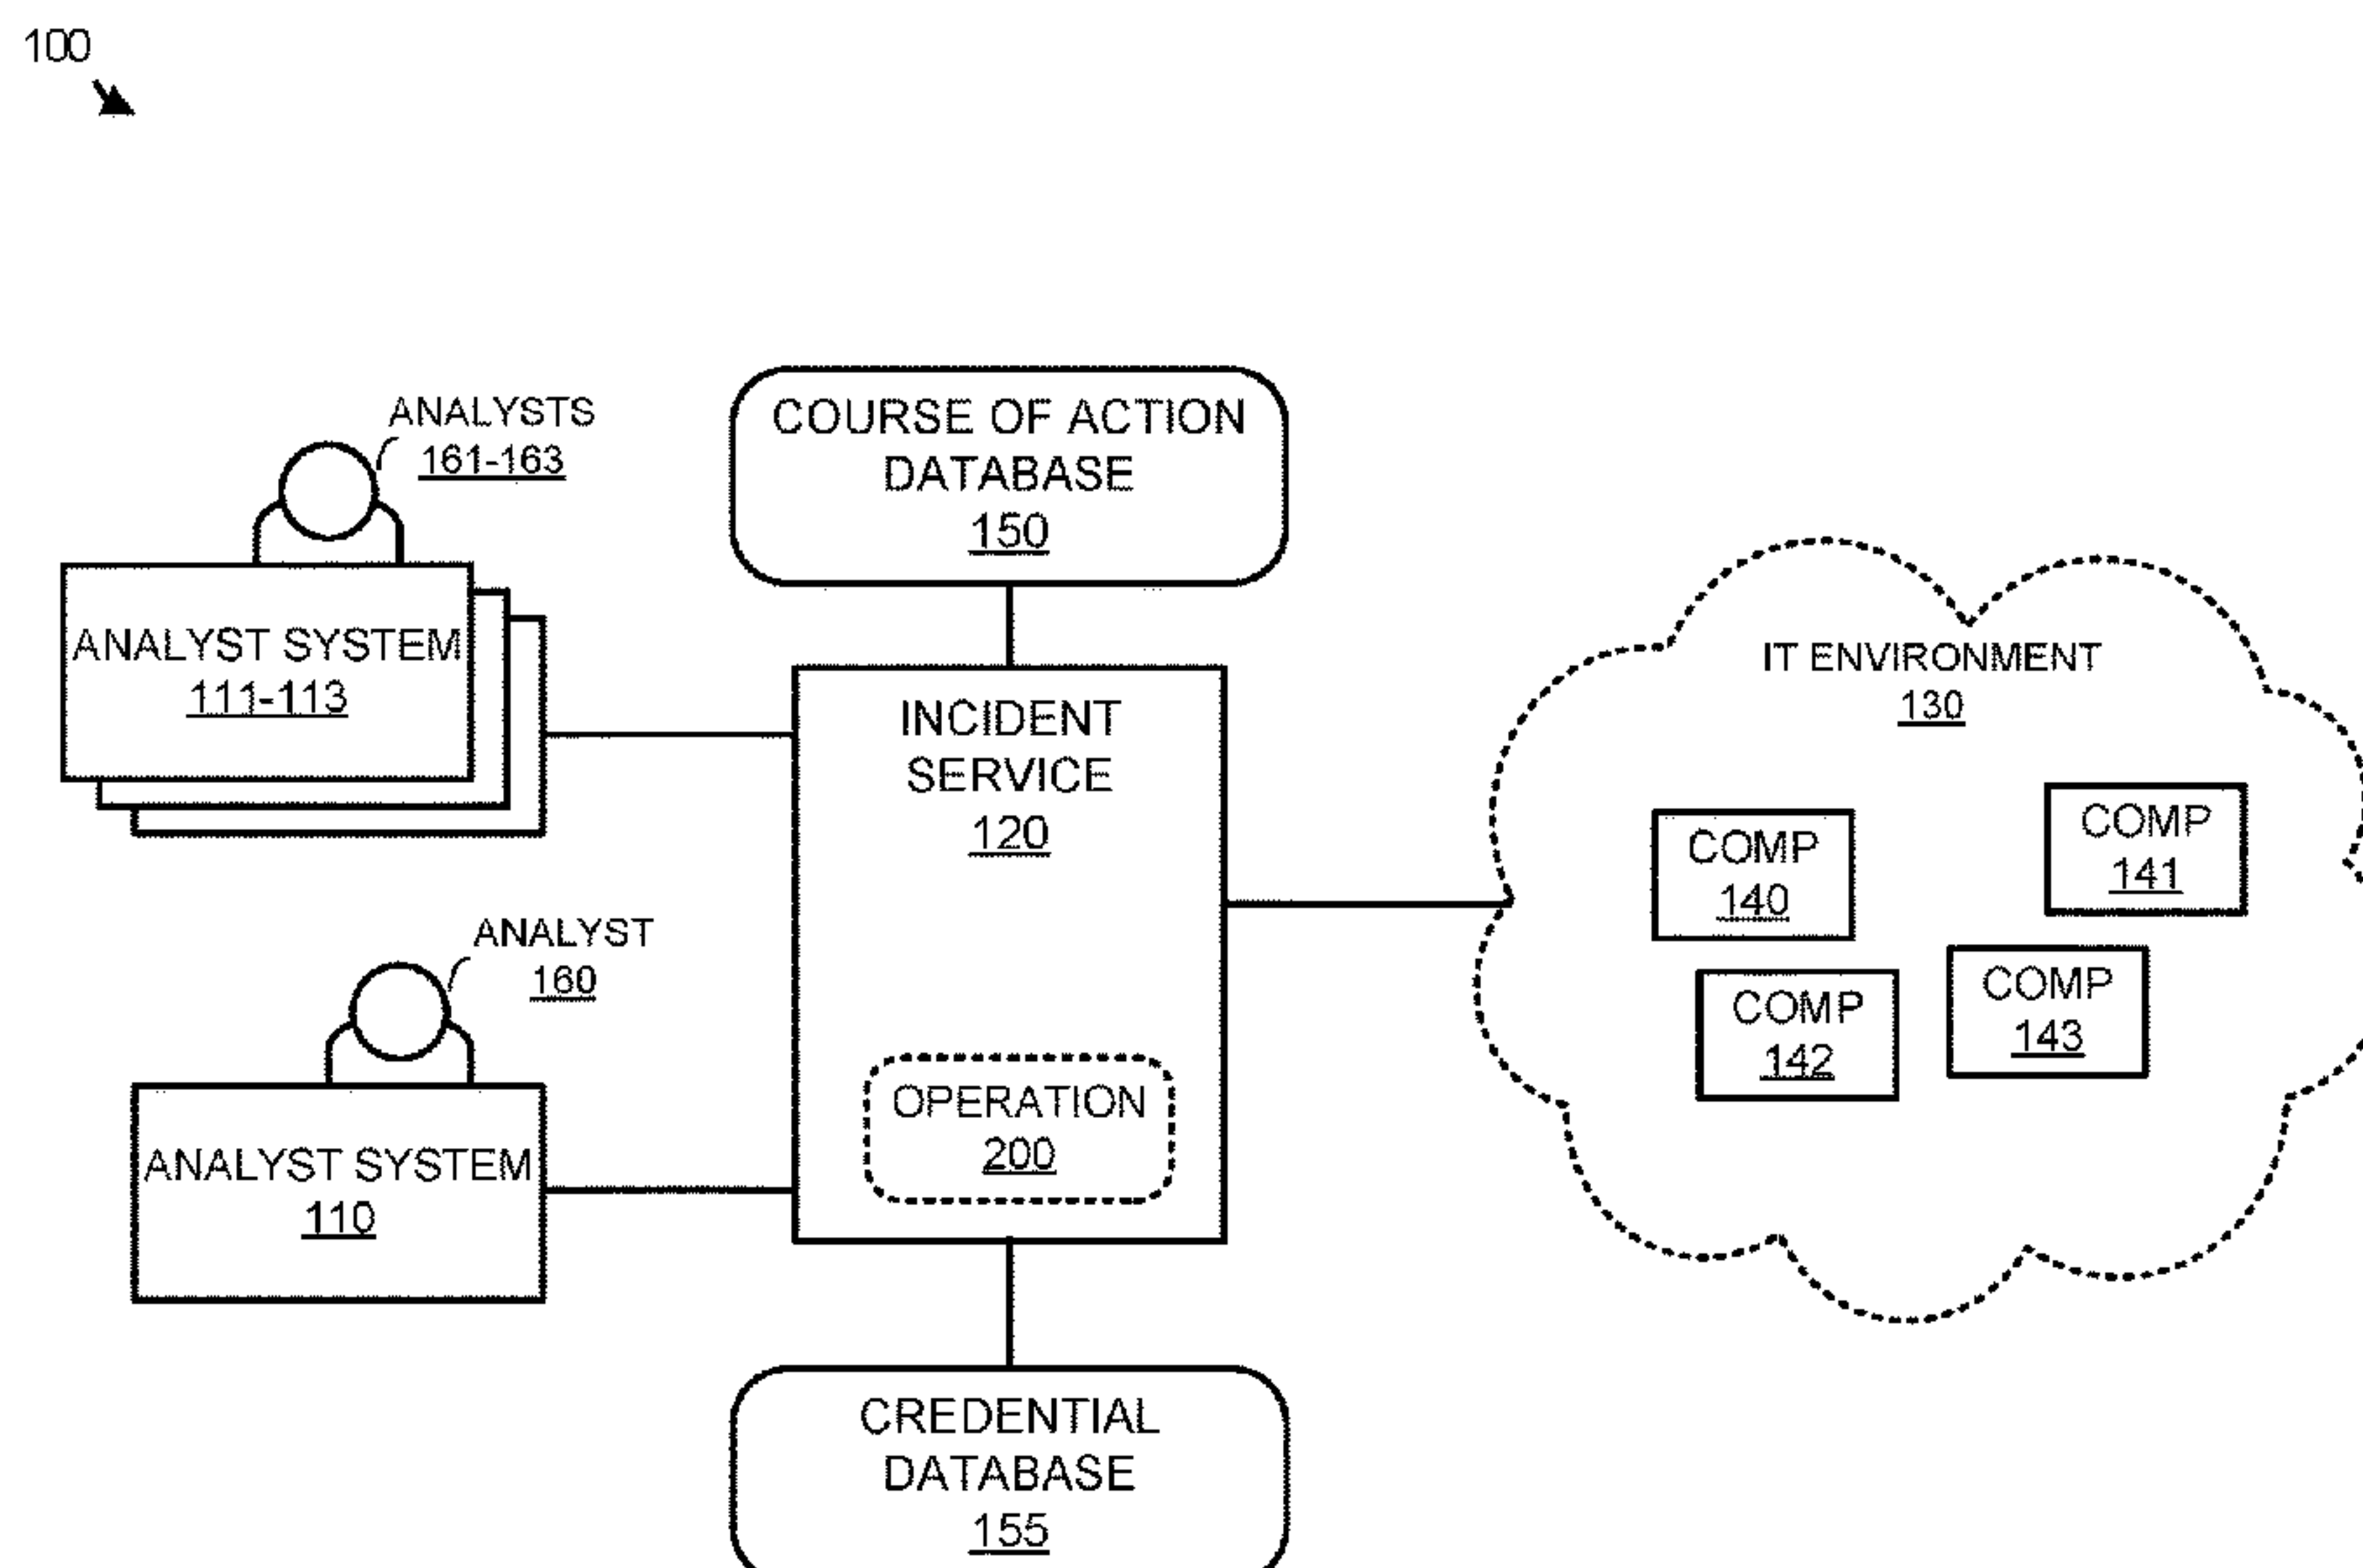 100
ANALYSTS
161-163
ANALYST SYSTEM
111-113
ANALYST
160
ANALYST SYSTEM
110
COURSE OF ACTION
DATABASE
150
INCIDENT
SERVICE
120
OPERATION
200
CREDENTIAL
DATABASE
155
IT ENVIRONMENT
130
COMP
140
COMP
141
COMP
142
COMP
143